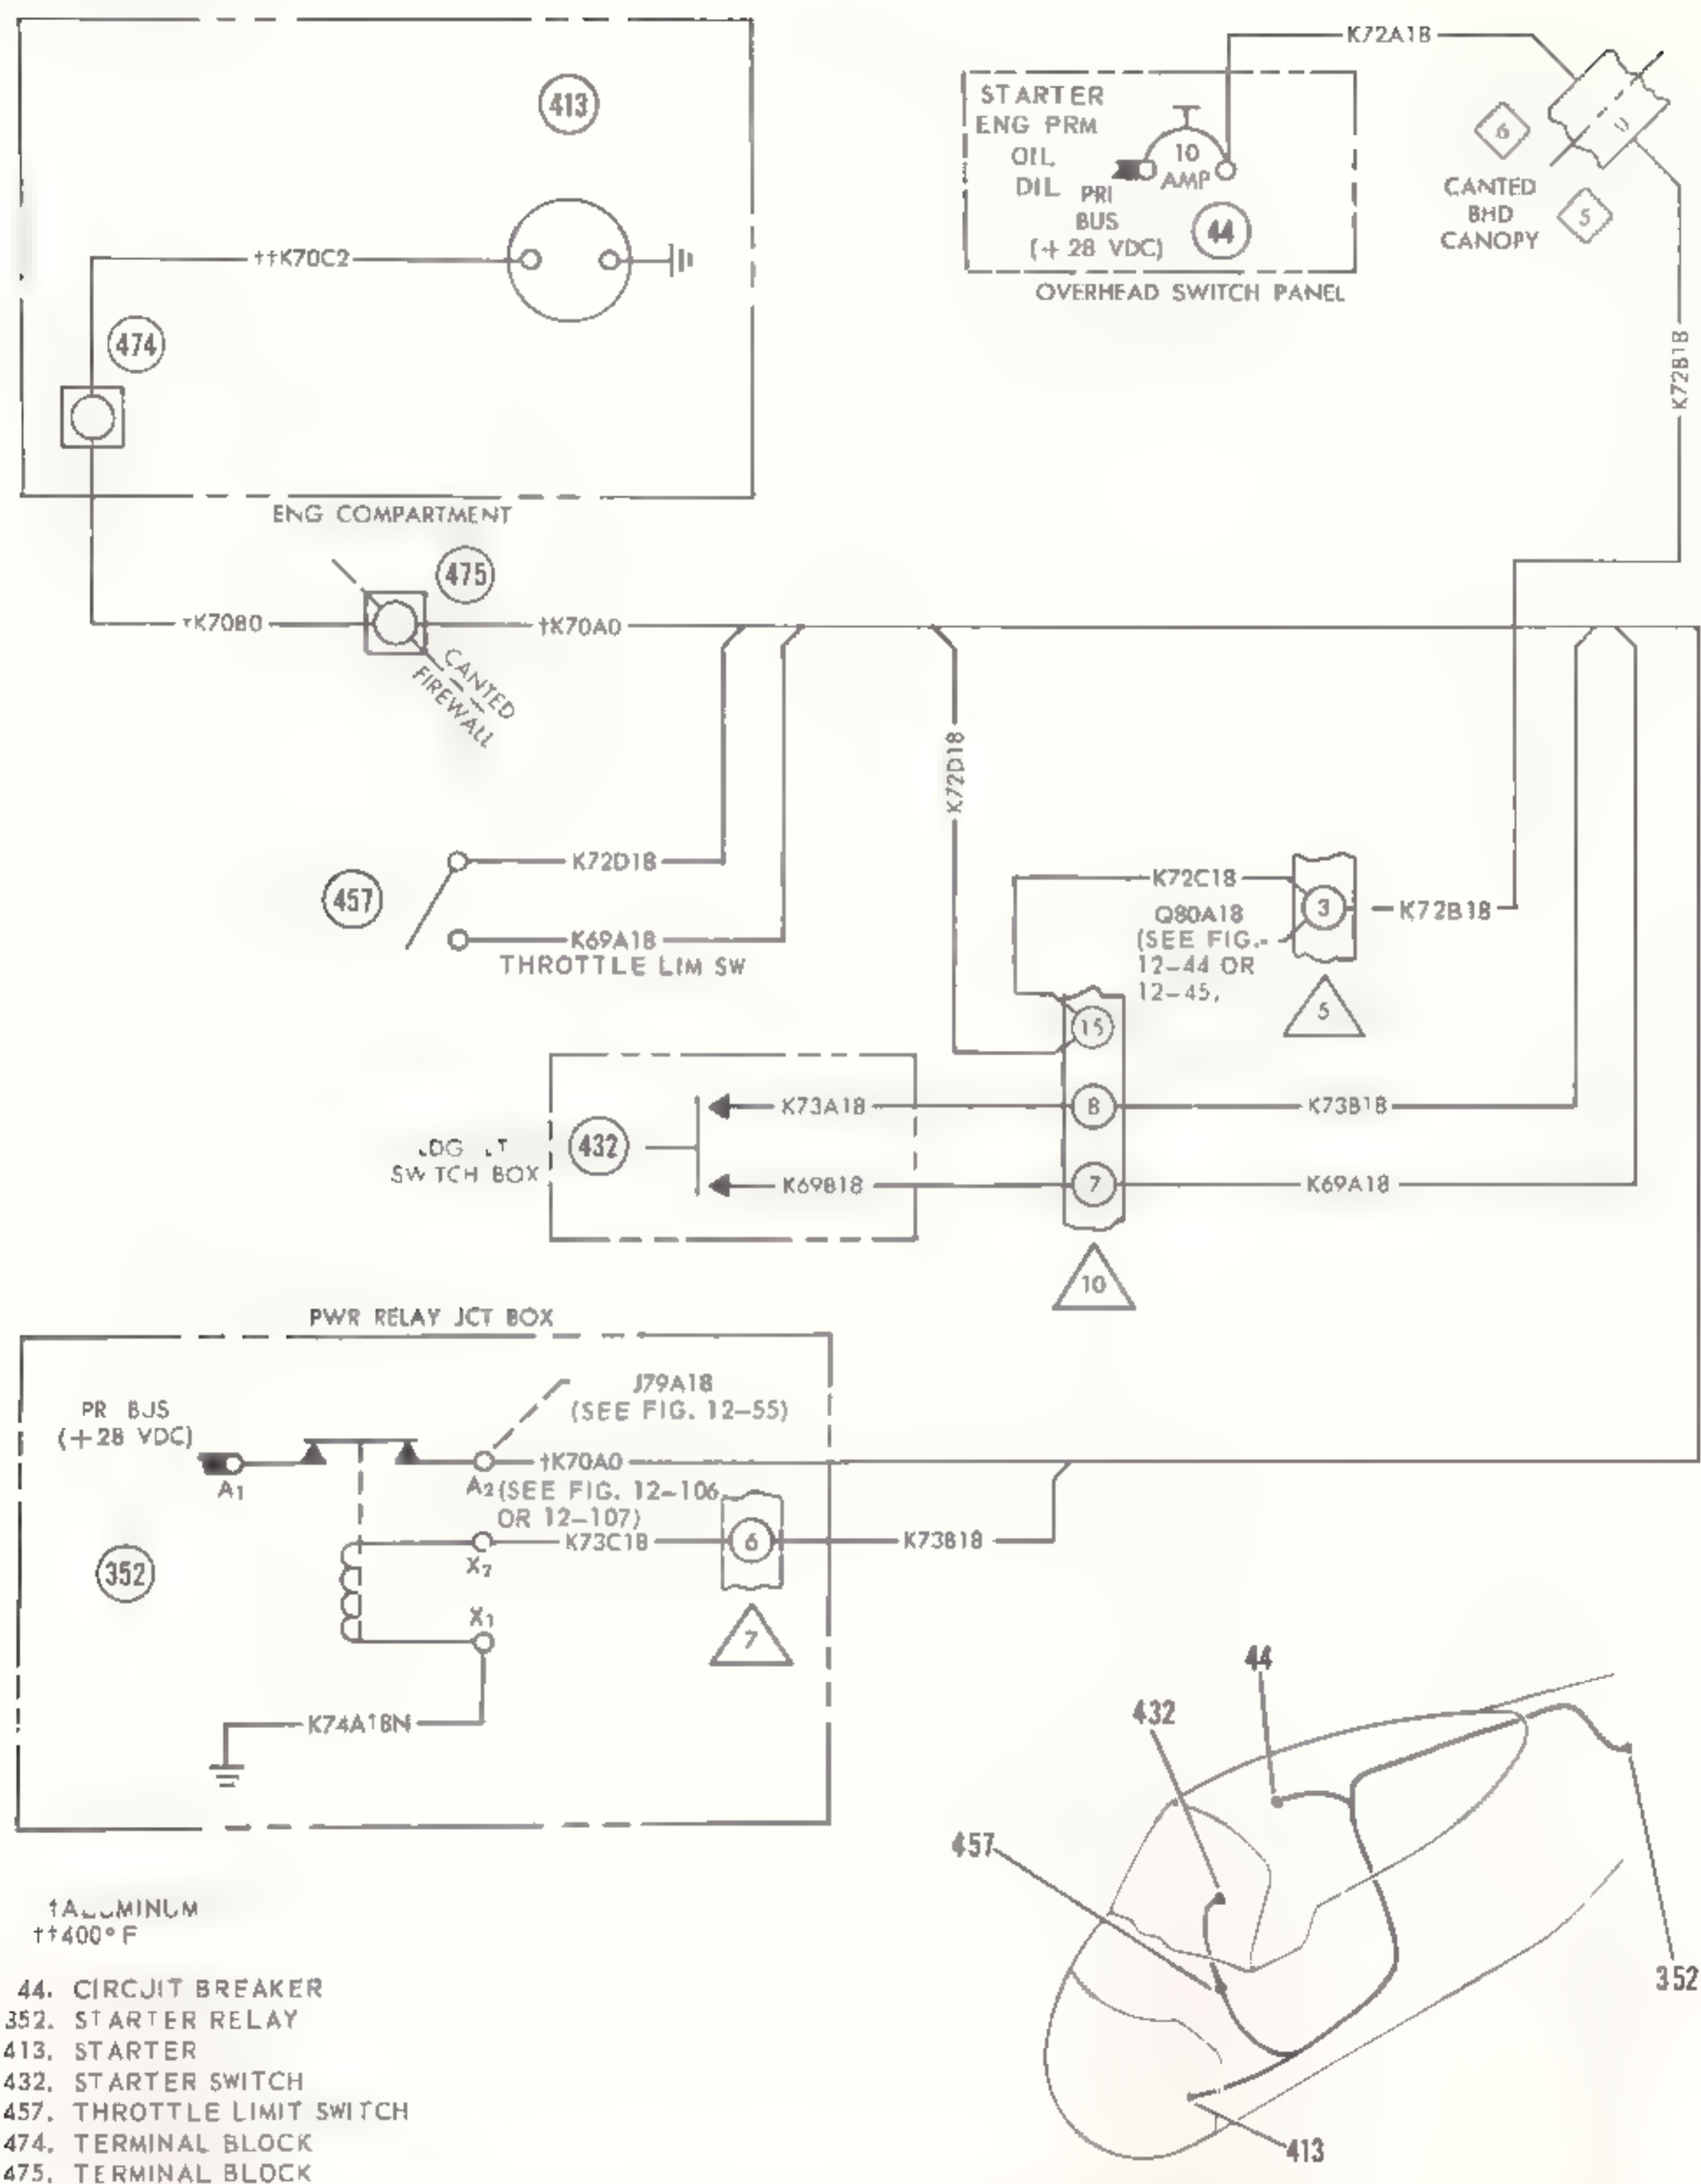 413
††K70C2
474
ENG COMPARTMENT
K72A18
STARTER
ENG PRM
OIL
DIL
10
AMP
PRI
BUS
(+ 28 VDC)
44
OVERHEAD SWITCH PANEL
6
CANTED
BHD
CANOPY
5
K72B18
475
K70B0
†K70A0
CANTED
FIREWALL
K72D18
457
K72D18
K69A18
THROTTLE LIM SW
K72C18
Q80A18
(SEE FIG.
12-44 OR
12-45,
3
K72B18
5
15
8
7
K73A18
K73B18
432
SWITCH BOX
K69B18
K69A18
10
PWR RELAY JCT BOX
J79A18
(SEE FIG. 12-55)
PR BUS
(+28 VDC)
A1
A2
†K70A0
(SEE FIG. 12-106
OR 12-107)
K73C18
6
K73B18
X2
352
X1
7
K74A18N
44
432
457
352
413
†ALUMINUM
††400°F
44. CIRCUIT BREAKER
352. STARTER RELAY
413. STARTER
432. STARTER SWITCH
457. THROTTLE LIMIT SWITCH
474. TERMINAL BLOCK
475. TERMINAL BLOCK